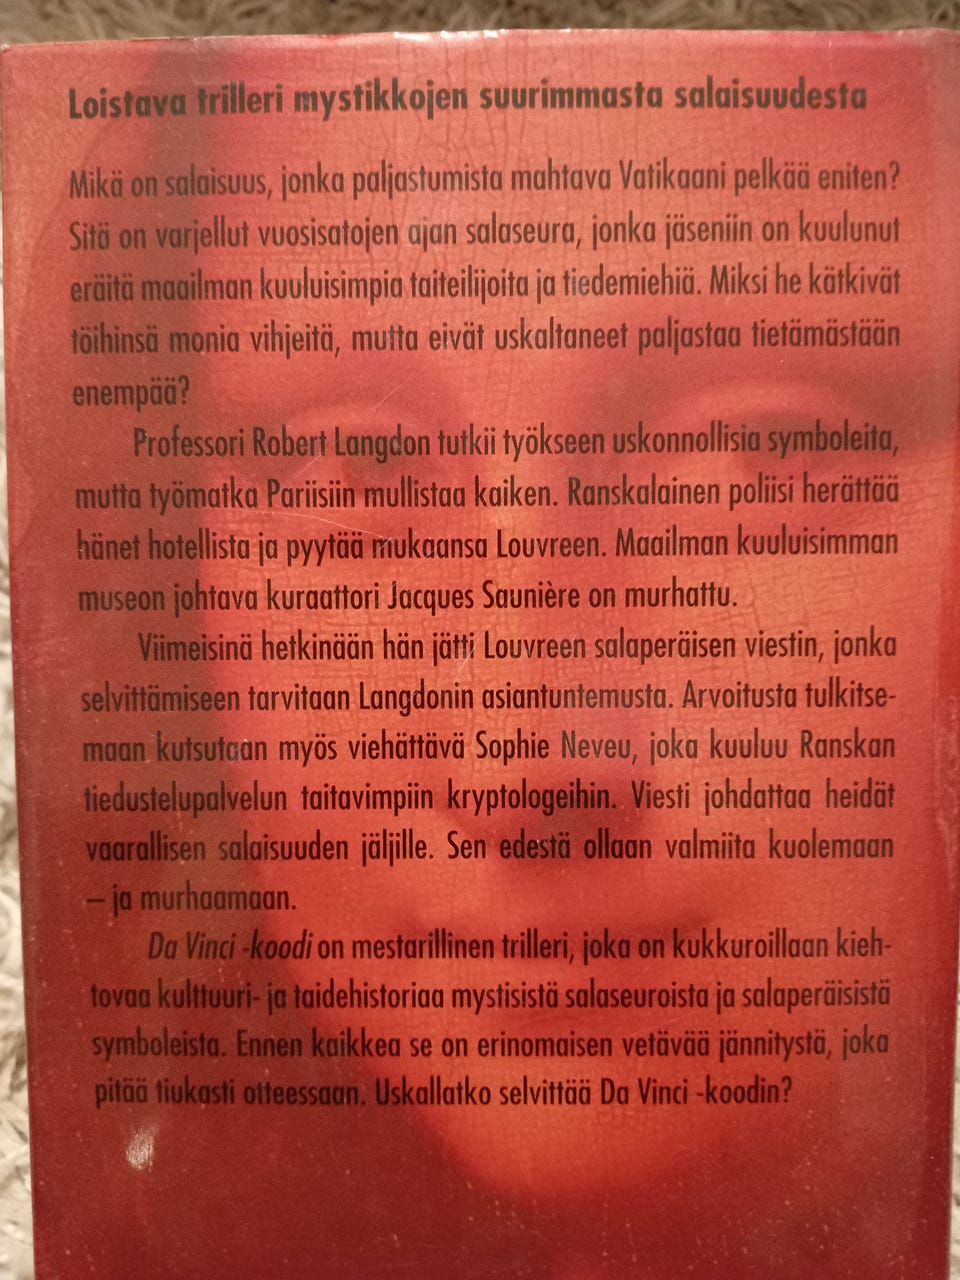 Loistava trilleri mystikkojen suurimmasta salaisuudesta
Mikä on salaisuus, jonka paljastumista mahtava Vatikaani pelkää eniten?
Sitä on varjellut vuosisatojen ajan salaseura, jonka jäseniin on kuulunut
eräitä maailman kuuluisimpia taiteilijoita ja tiedemiehiä. Miksi he kätkivät
töihinsä monia vihjeitä, mutta eivät uskaltaneet paljastaa tietämästään
enempää?
Professori Robert Langdon tutkii työkseen uskonnollisia symboleita,
mutta työmatka Pariisiin mullistaa kaiken. Ranskalainen poliisi herättää
hänet hotellista ja pyytää mukaansa Louvreen. Maailman kuuluisimman
museon johtava kuraattori Jacques Saunière on murhattu.
Viimeisinä hetkinään hän jätti Louvreen salaperäisen viestin, jonka
selvittämiseen tarvitaan Langdonin asiantuntemusta. Arvoitusta tulkitse-
maan kutsutaan myös viehättävä Sophie Neveu, joka kuuluu Ranskan
tiedustelupalvelun taitavimpiin kryptologeihin. Viesti johdattaa heidät
vaarallisen salaisuuden jäljille. Sen edestä ollaan valmiita kuolemaan
– ja murhaamaan.
Da Vinci -koodi on mestarillinen trilleri, joka on kukkuroillaan kieh-
tovaa kulttuuri- ja taidehistoriaa mystisistä salaseuroista ja salaperäisistä
symboleista. Ennen kaikkea se on erinomaisen vetävää jännitystä, joka
pitää tiukasti otteessaan. Uskallatko selvittää Da Vinci -koodin?